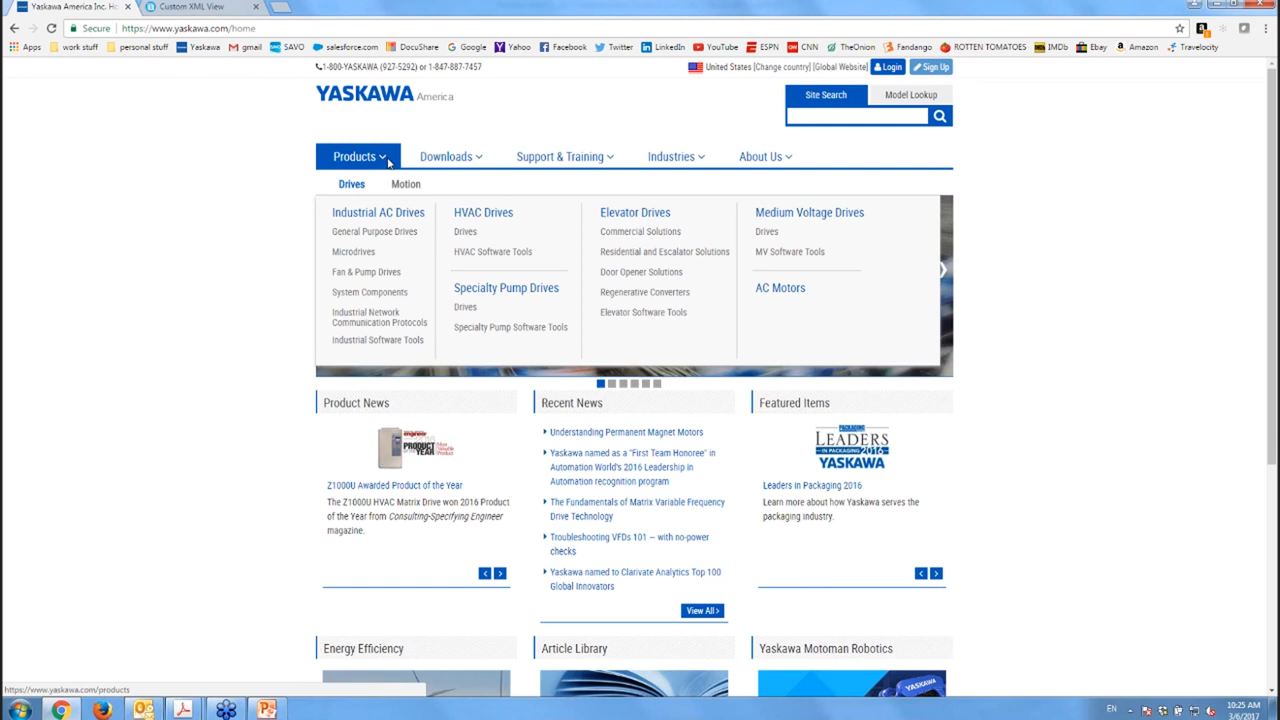 Yaskawa America Inc. Ho
Custom XML View
Secure
https://www.yaskawa.com/home
Apps
work stuff
personal stuff
Yaskawa
gmail
SAVO
salesforce.com
DocuShare
Google
Yahoo
Facebook
Twitter
LinkedIn
YouTube
ESPN
CNN
TheOnion
Fandango
ROTTEN TOMATOES
IMDb
Ebay
Amazon
Travelocity
1-800-YASKAWA (927-5292) or 1-847-887-7457
United States [Change country] [Global Website]
Login
Sign Up
YASKAWA America
Site Search
Model Lookup
Products
Downloads
Support & Training
Industries
About Us
Drives
Motion
Industrial AC Drives
General Purpose Drives
Microdrives
Fan & Pump Drives
System Components
Industrial Network
Communication Protocols
Industrial Software Tools
HVAC Drives
Drives
HVAC Software Tools
Specialty Pump Drives
Drives
Specialty Pump Software Tools
Elevator Drives
Commercial Solutions
Residential and Escalator Solutions
Door Opener Solutions
Regenerative Converters
Elevator Software Tools
Medium Voltage Drives
Drives
MV Software Tools
AC Motors
Product News
Z1000U Awarded Product of the Year
The Z1000U HVAC Matrix Drive won 2016 Product
of the Year from Consulting-Specifying Engineer
magazine.
Recent News
Understanding Permanent Magnet Motors
Yaskawa named as a "First Team Honoree" in
Automation World's 2016 Leadership in
Automation recognition program
The Fundamentals of Matrix Variable Frequency
Drive Technology
Troubleshooting VFDs 101 — with no-power
checks
Yaskawa named to Clarivate Analytics Top 100
Global Innovators
View All
Featured Items
PACKAGING
LEADERS
IN PACKAGING 2016
YASKAWA
Leaders in Packaging 2016
Learn more about how Yaskawa serves the
packaging industry.
Energy Efficiency
Article Library
Yaskawa Motoman Robotics
YASKAWA
https://www.yaskawa.com/products
EN
10:25 AM
3/6/2017